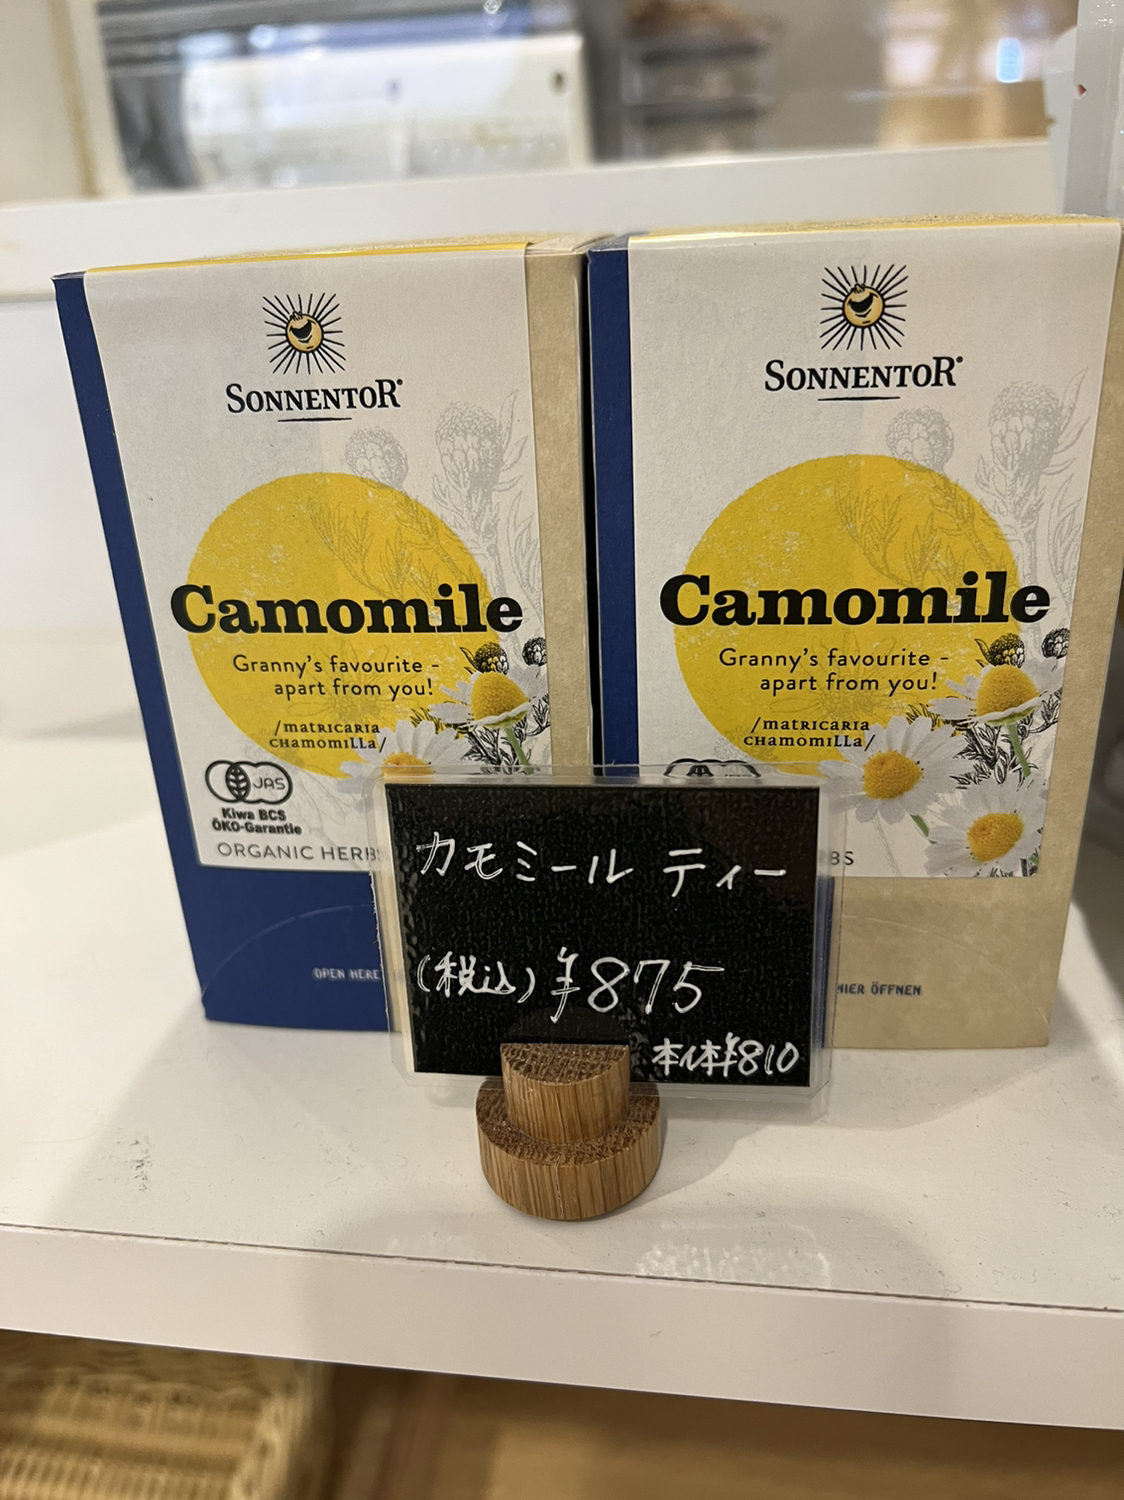 SONNENTOR®
Camomile
Granny's favourite -
apart from you!
/matricaria
chamomilla/
JAS
Kiwa BCS
ÖKO-Garantie
ORGANIC HERBS
OPEN HERE
SONNENTOR®
Camomile
Granny's favourite -
apart from you!
/matricaria
chamomilla/
BS
HIER ÖFFNEN
カモミール ティー
(税込) ¥875
本体¥810